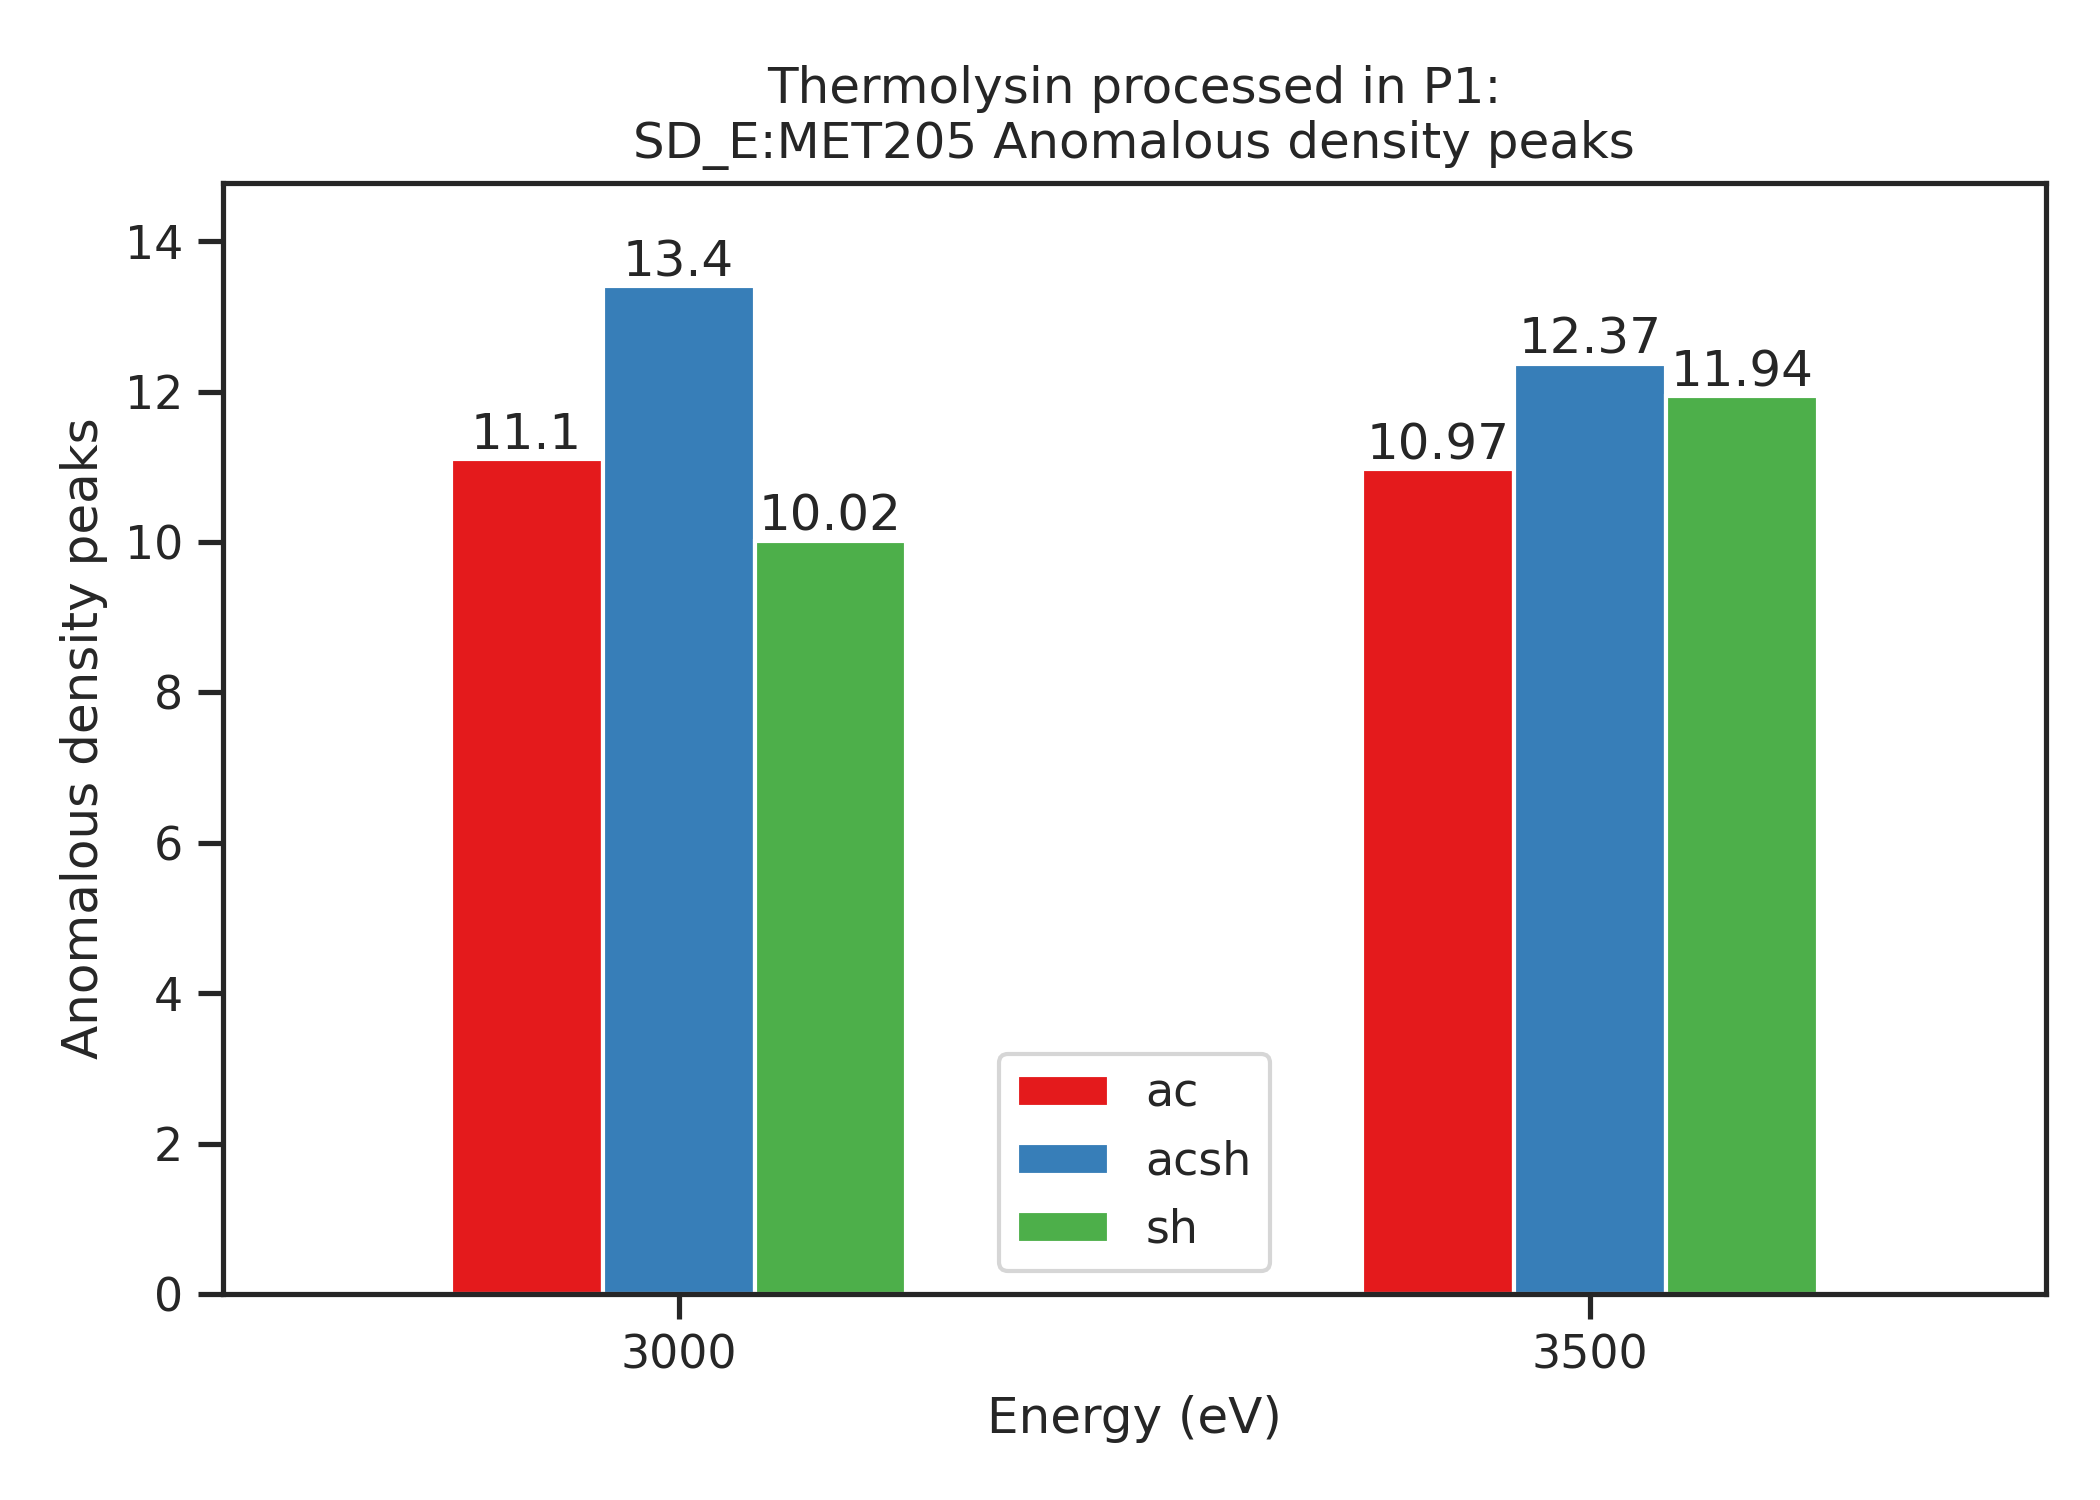 Thermolysin processed in P1:
SD_E:MET205 Anomalous density peaks
Anomalous density peaks
14
12
10
8
6
4
2
0
11.1
13.4
10.02
10.97
12.37
11.94
ac
acsh
sh
3000
3500
Energy (eV)